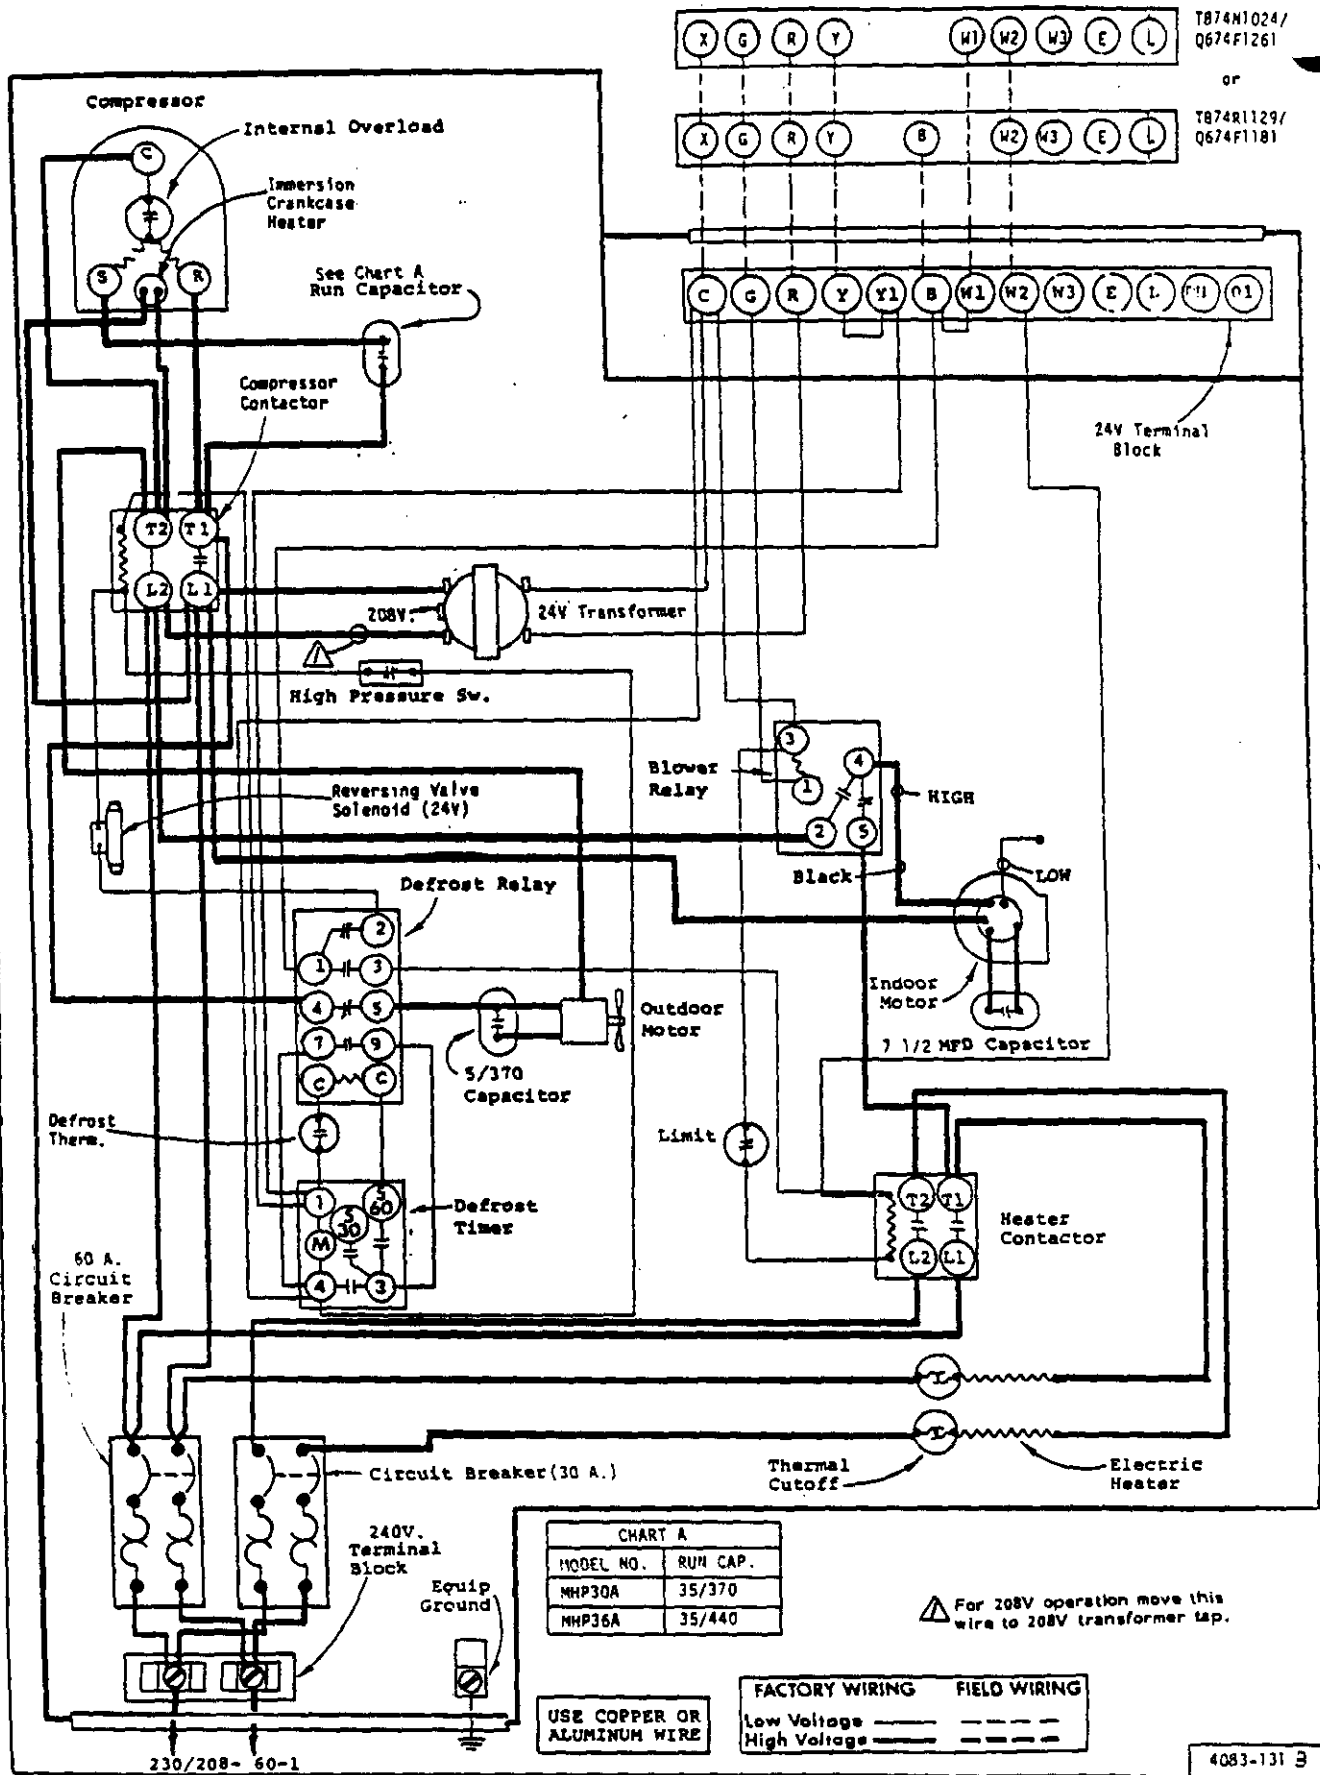 X G R Y W1 W2 W3 E L
T874N1024/
Q674F1261
or
X G R Y B W2 W3 E L
T874R1129/
Q674F1181
Compressor
Internal Overload
C
Immersion
Crankcase
Heater
S R
See Chart A
Run Capacitor
C G R Y Y1 B W1 W2 W3 E L O1
24V Terminal
Block
Compressor
Contactor
T2 T1
L2 L1
208V.
24V Transformer
High Pressure Sw.
Blower
Relay
3
4
1
2 5
HIGH
Black
LOW
Reversing Valve
Solenoid (24V)
Defrost Relay
2
1 3
4 5
7 9
C C
Outdoor
Motor
5/370
Capacitor
Indoor
Motor
7 1/2 MFD Capacitor
Defrost
Therm.
Limit
1
S
30
S
60
M
4 3
Defrost
Timer
T2 T1
L2 L1
Heater
Contactor
60 A.
Circuit
Breaker
Circuit Breaker(30 A.)
Thermal
Cutoff
Electric
Heater
240V.
Terminal
Block
Equip
Ground
CHART A
MODEL NO. RUN CAP.
MHP30A 35/370
MHP36A 35/440
For 208V operation move this
wire to 208V transformer tap.
USE COPPER OR
ALUMINUM WIRE
FACTORY WIRING FIELD WIRING
Low Voltage
High Voltage
230/208- 60-1
4083-131 B